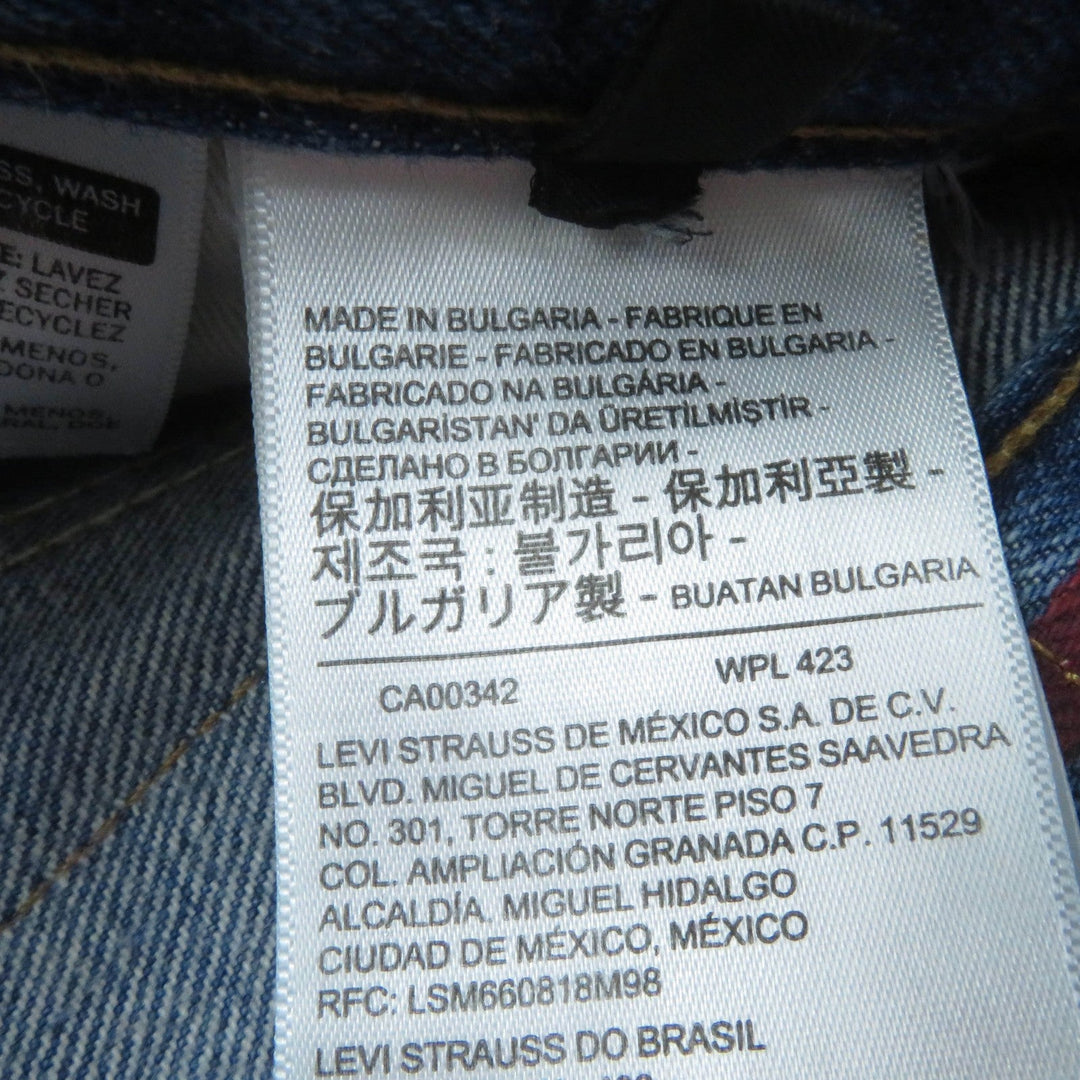 WASH
CYCLE
LAVEZ
SECHER
MENOS,
DONA O
MENOS,
MADE IN BULGARIA - FABRIQUE EN
BULGARIE - FABRICADO EN BULGARIA -
FABRICADO NA BULGÁRIA -
BULGARİSTAN' DA ÜRETİLMİŞTİR -
СДЕЛАНО В БОЛГАРИИ -
保加利亚制造 - 保加利亞製 -
제조국 : 불가리아 -
ブルガリア製 - BUATAN BULGARIA
CA00342 WPL 423
LEVI STRAUSS DE MÉXICO S.A. DE C.V.
BLVD. MIGUEL DE CERVANTES SAAVEDRA
NO. 301, TORRE NORTE PISO 7
COL. AMPLIACIÓN GRANADA C.P. 11529
ALCALDÍA. MIGUEL HIDALGO
CIUDAD DE MÉXICO, MÉXICO
RFC: LSM660818M98
LEVI STRAUSS DO BRASIL